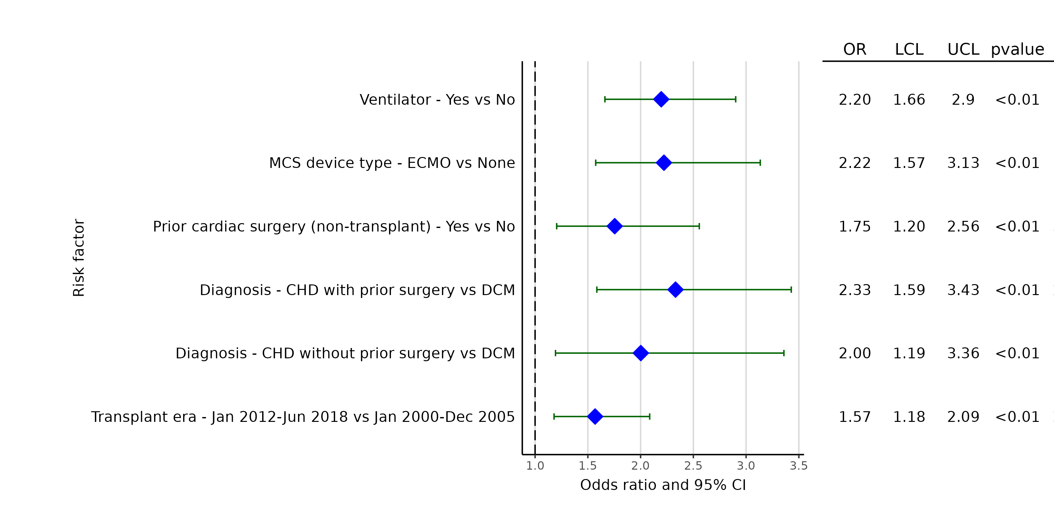 OR LCL UCL pvalue
Ventilator - Yes vs No 2.20 1.66 2.9 <0.01
MCS device type - ECMO vs None 2.22 1.57 3.13 <0.01
Prior cardiac surgery (non-transplant) - Yes vs No 1.75 1.20 2.56 <0.01
Risk factor
Diagnosis - CHD with prior surgery vs DCM 2.33 1.59 3.43 <0.01
Diagnosis - CHD without prior surgery vs DCM 2.00 1.19 3.36 <0.01
Transplant era - Jan 2012-Jun 2018 vs Jan 2000-Dec 2005 1.57 1.18 2.09 <0.01
1.0 1.5 2.0 2.5 3.0 3.5
Odds ratio and 95% CI